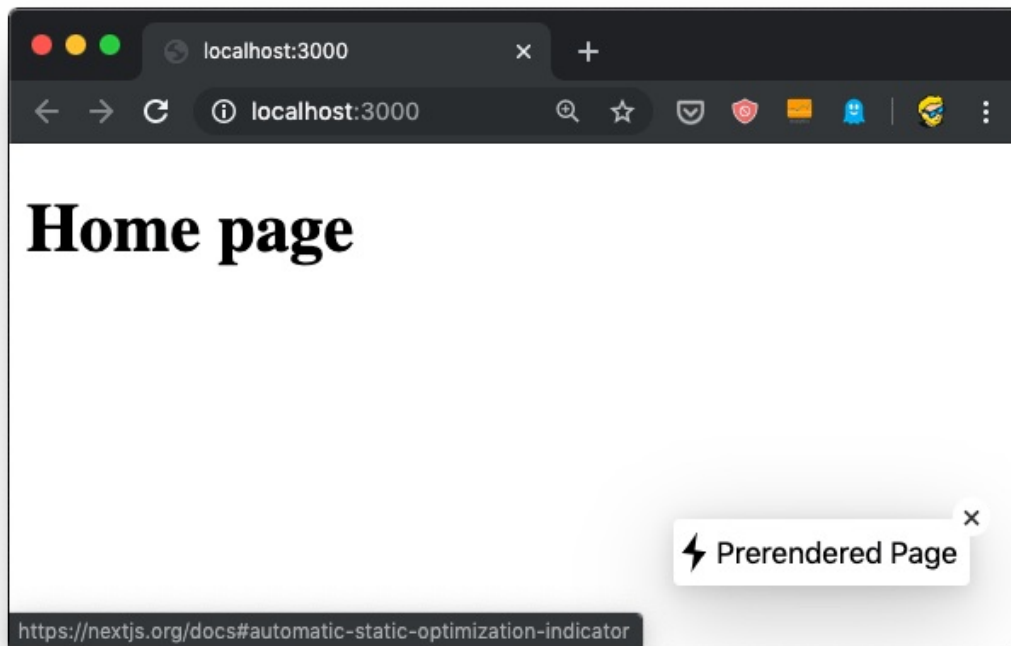 localhost:3000
localhost:3000
Home page
Prerendered Page
https://nextjs.org/docs#automatic-static-optimization-indicator